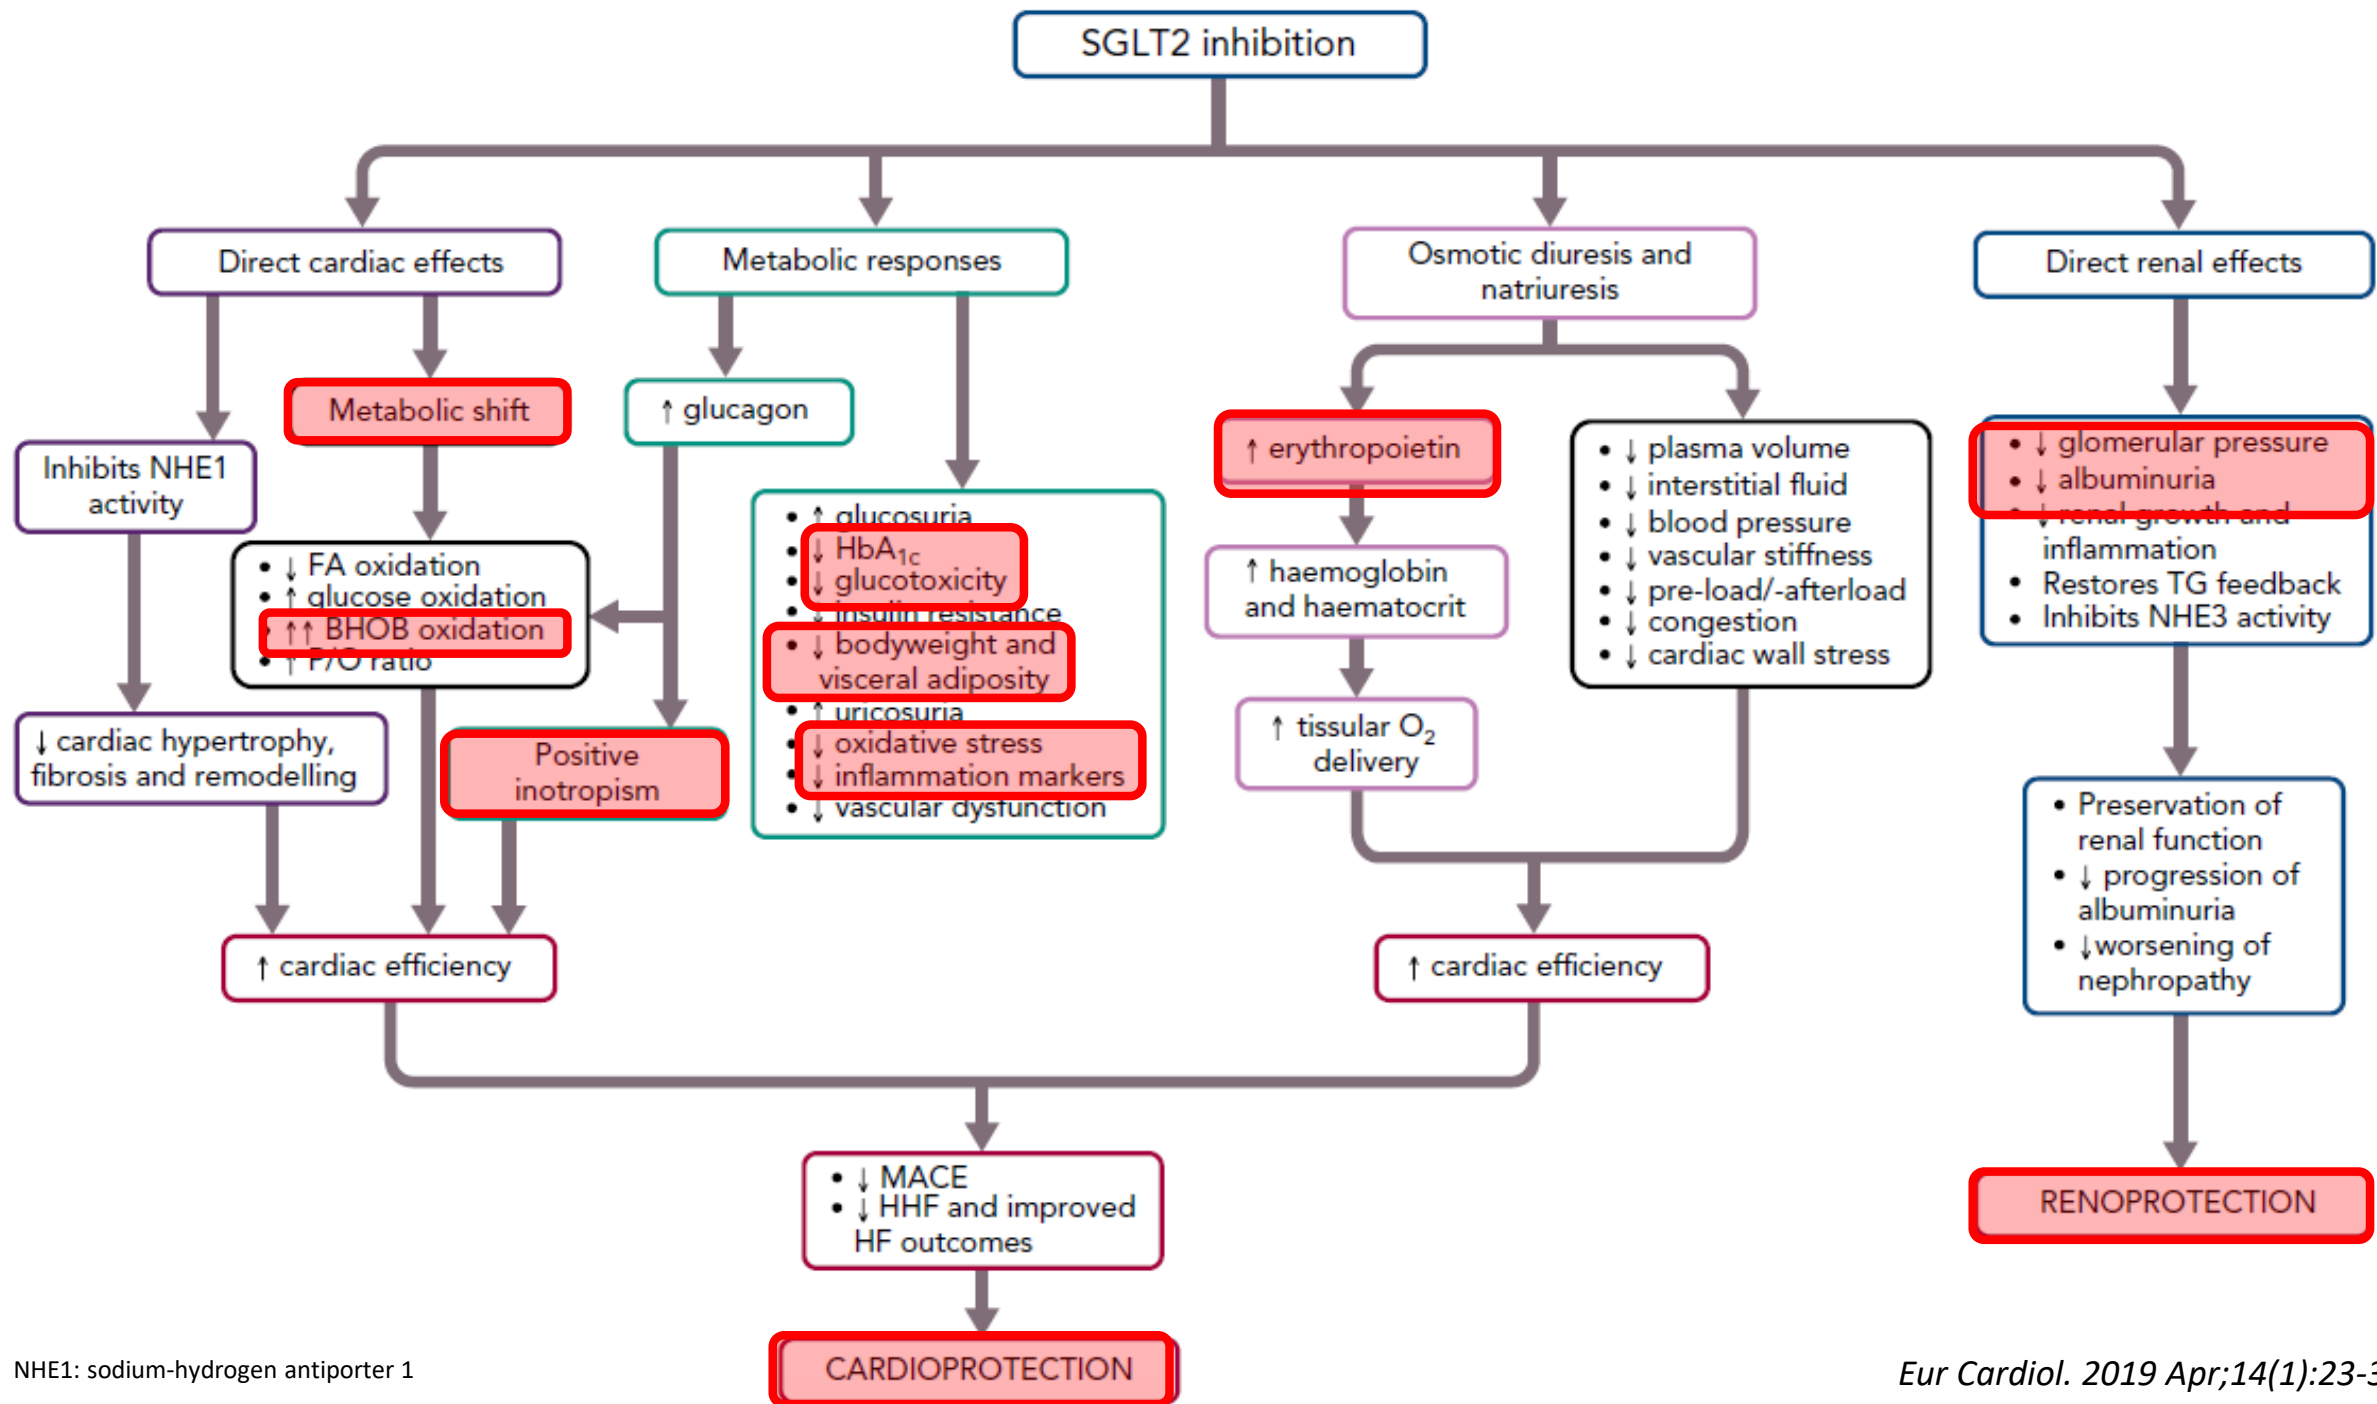 SGLT2 inhibition
Direct cardiac effects
Metabolic responses
Osmotic diuresis and
natriuresis
Direct renal effects
Inhibits NHE1
activity
Metabolic shift
↑ glucagon
↑ erythropoietin
• ↓ plasma volume
• ↓ interstitial fluid
• ↓ blood pressure
• ↓ vascular stiffness
• ↓ pre-load/-afterload
• ↓ congestion
• ↓ cardiac wall stress
• ↓ glomerular pressure
• ↓ albuminuria
• ↓ renal growth and
inflammation
• Restores TG feedback
• Inhibits NHE3 activity
• ↓ FA oxidation
• ↑ glucose oxidation
• ↑↑ BHOB oxidation
• ↑ P/O ratio
• ↑ glucosuria
• ↓ HbA1c
• ↓ glucotoxicity
• ↓ insulin resistance
• ↓ bodyweight and
visceral adiposity
• ↑ uricosuria
• ↓ oxidative stress
• ↓ inflammation markers
• ↓ vascular dysfunction
↑ haemoglobin
and haematocrit
↓ cardiac hypertrophy,
fibrosis and remodelling
Positive
inotropism
↑ tissular O2
delivery
• Preservation of
renal function
• ↓ progression of
albuminuria
• ↓worsening of
nephropathy
↑ cardiac efficiency
↑ cardiac efficiency
• ↓ MACE
• ↓ HHF and improved
HF outcomes
RENOPROTECTION
CARDIOPROTECTION
NHE1: sodium-hydrogen antiporter 1
Eur Cardiol. 2019 Apr;14(1):23-3